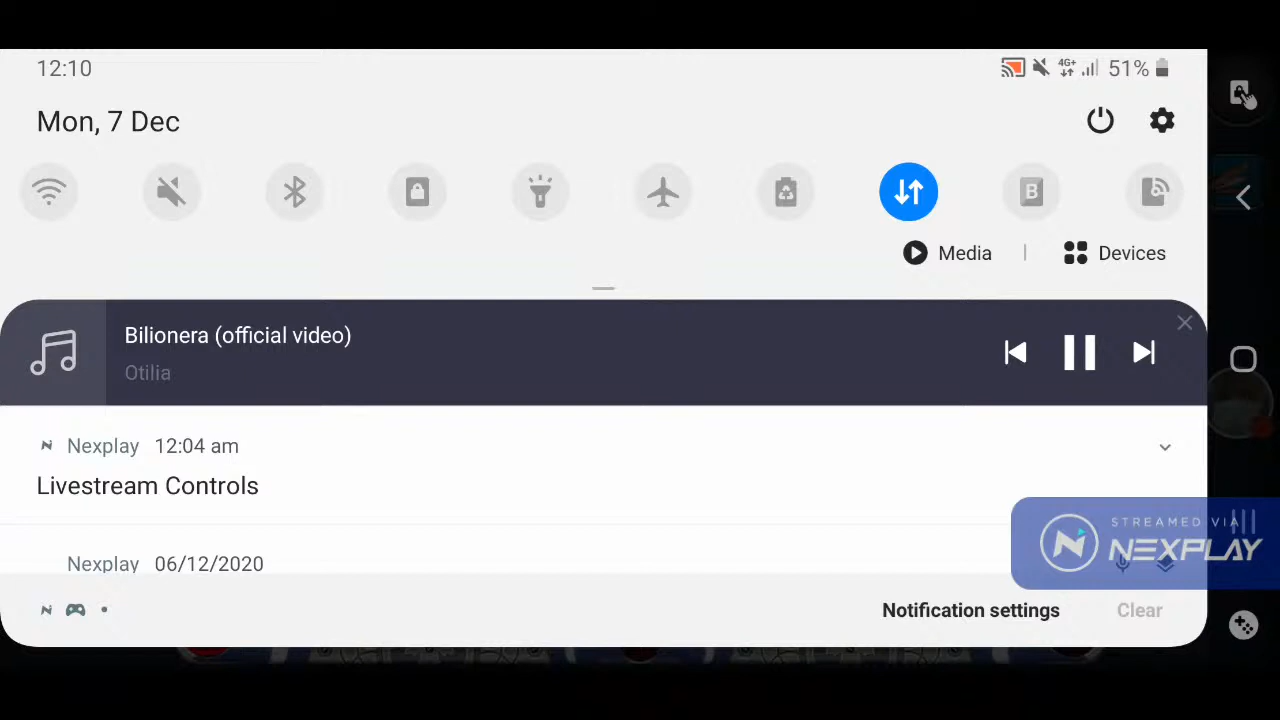 12:10
4G+ 51%
Mon, 7 Dec
B
Media | Devices
Bilionera (official video)
Otilia
Nexplay 12:04 am
Livestream Controls
STREAMED VIA
NEXPLAY
Nexplay 06/12/2020
Notification settings Clear